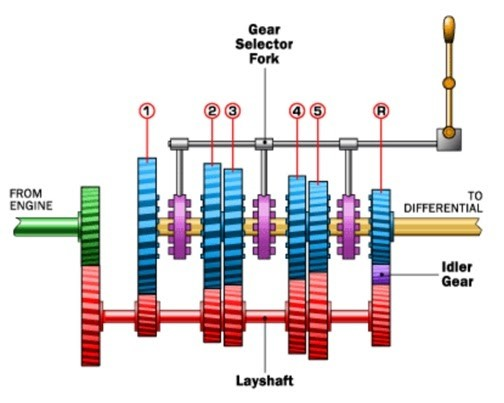 Gear
Selector
Fork
1
2
3
4
5
R
FROM
ENGINE
TO
DIFFERENTIAL
Idler
Gear
Layshaft